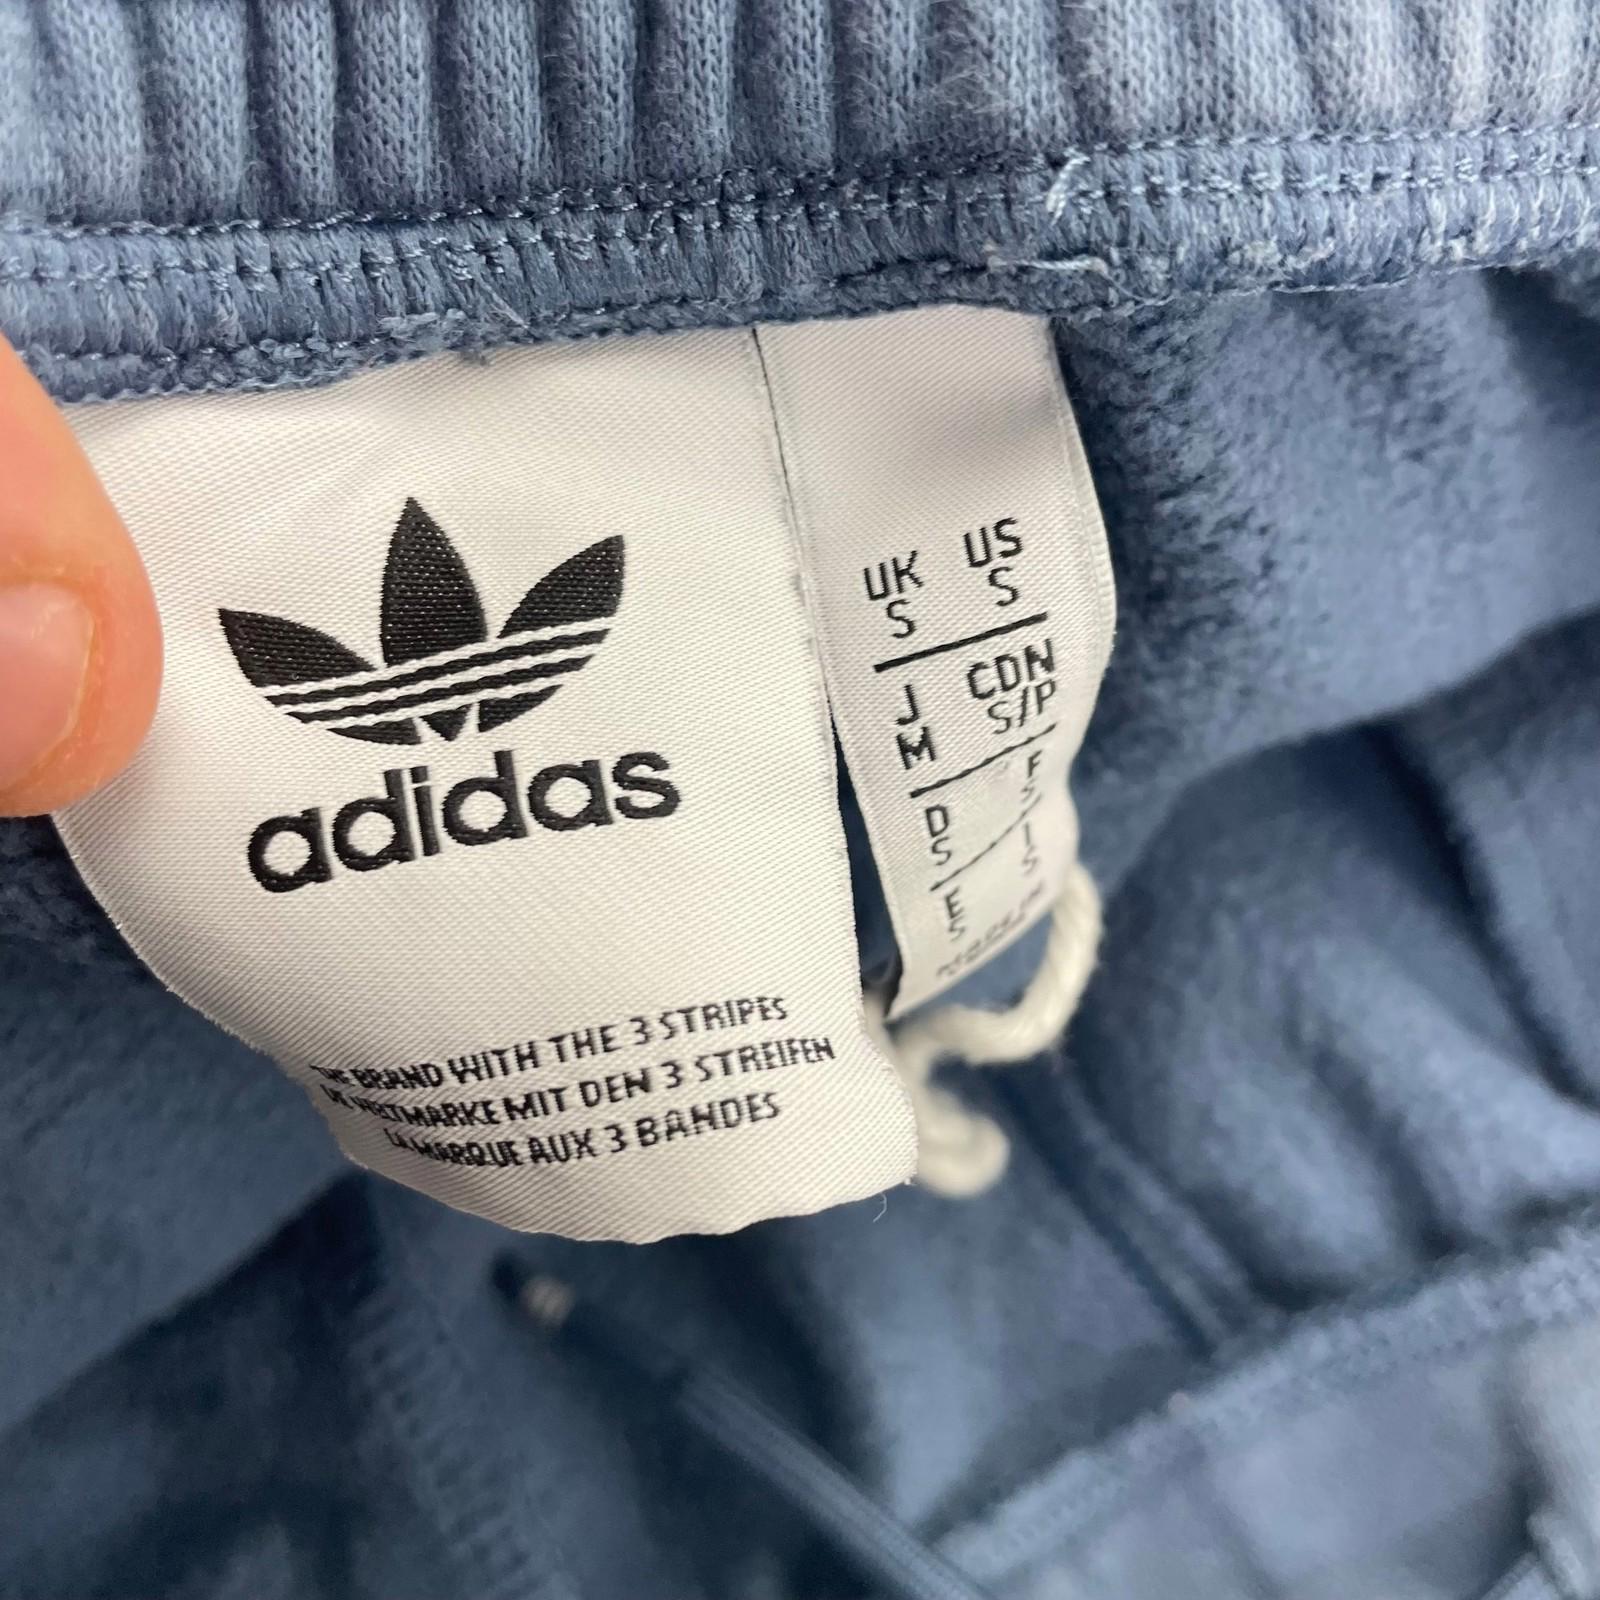 adidas
THE BRAND WITH THE 3 STRIPES
DIE WELTMARKE MIT DEN 3 STREIFEN
LA MARQUE AUX 3 BANDES
UK US
S S
J CDN
M S/P
D F I
S S S
E
S